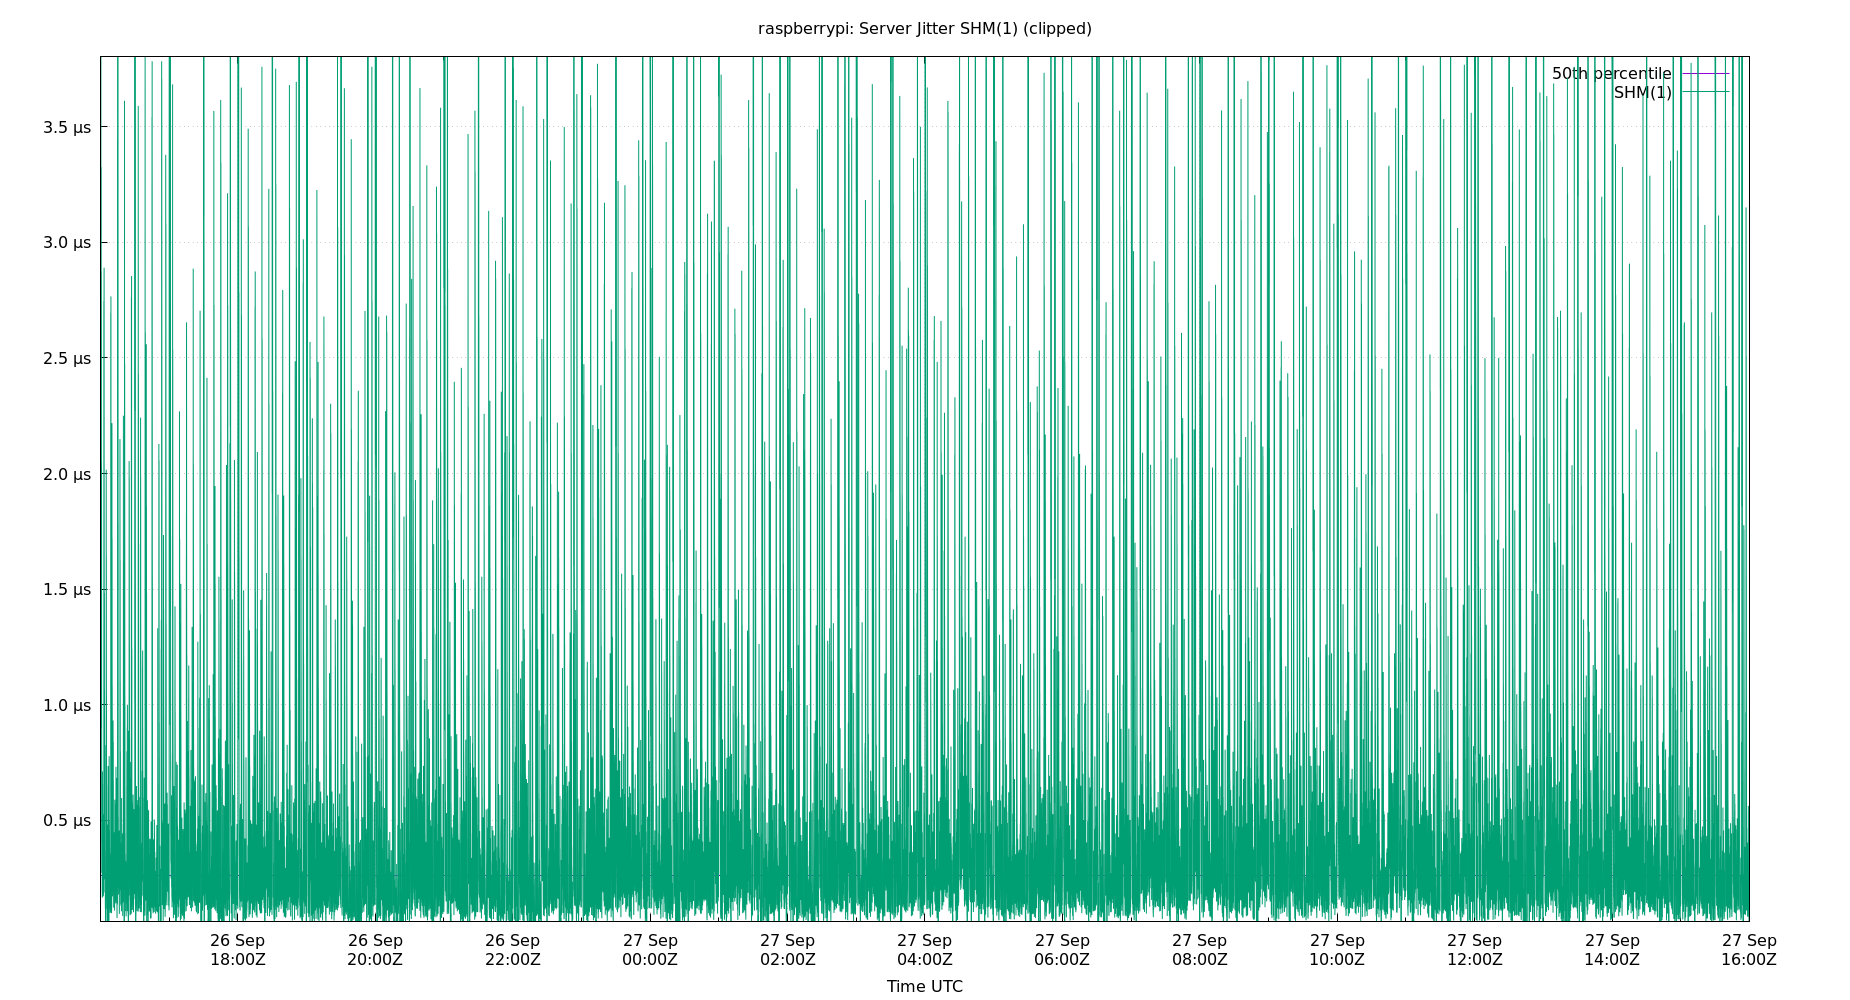 raspberrypi: Server Jitter SHM(1) (clipped)
50th percentile
SHM(1)
3.5 µs
3.0 µs
2.5 µs
2.0 µs
1.5 µs
1.0 µs
0.5 µs
26 Sep 26 Sep 26 Sep 27 Sep 27 Sep 27 Sep 27 Sep 27 Sep 27 Sep 27 Sep 27 Sep 27 Sep
18:00Z 20:00Z 22:00Z 00:00Z 02:00Z 04:00Z 06:00Z 08:00Z 10:00Z 12:00Z 14:00Z 16:00Z
Time UTC